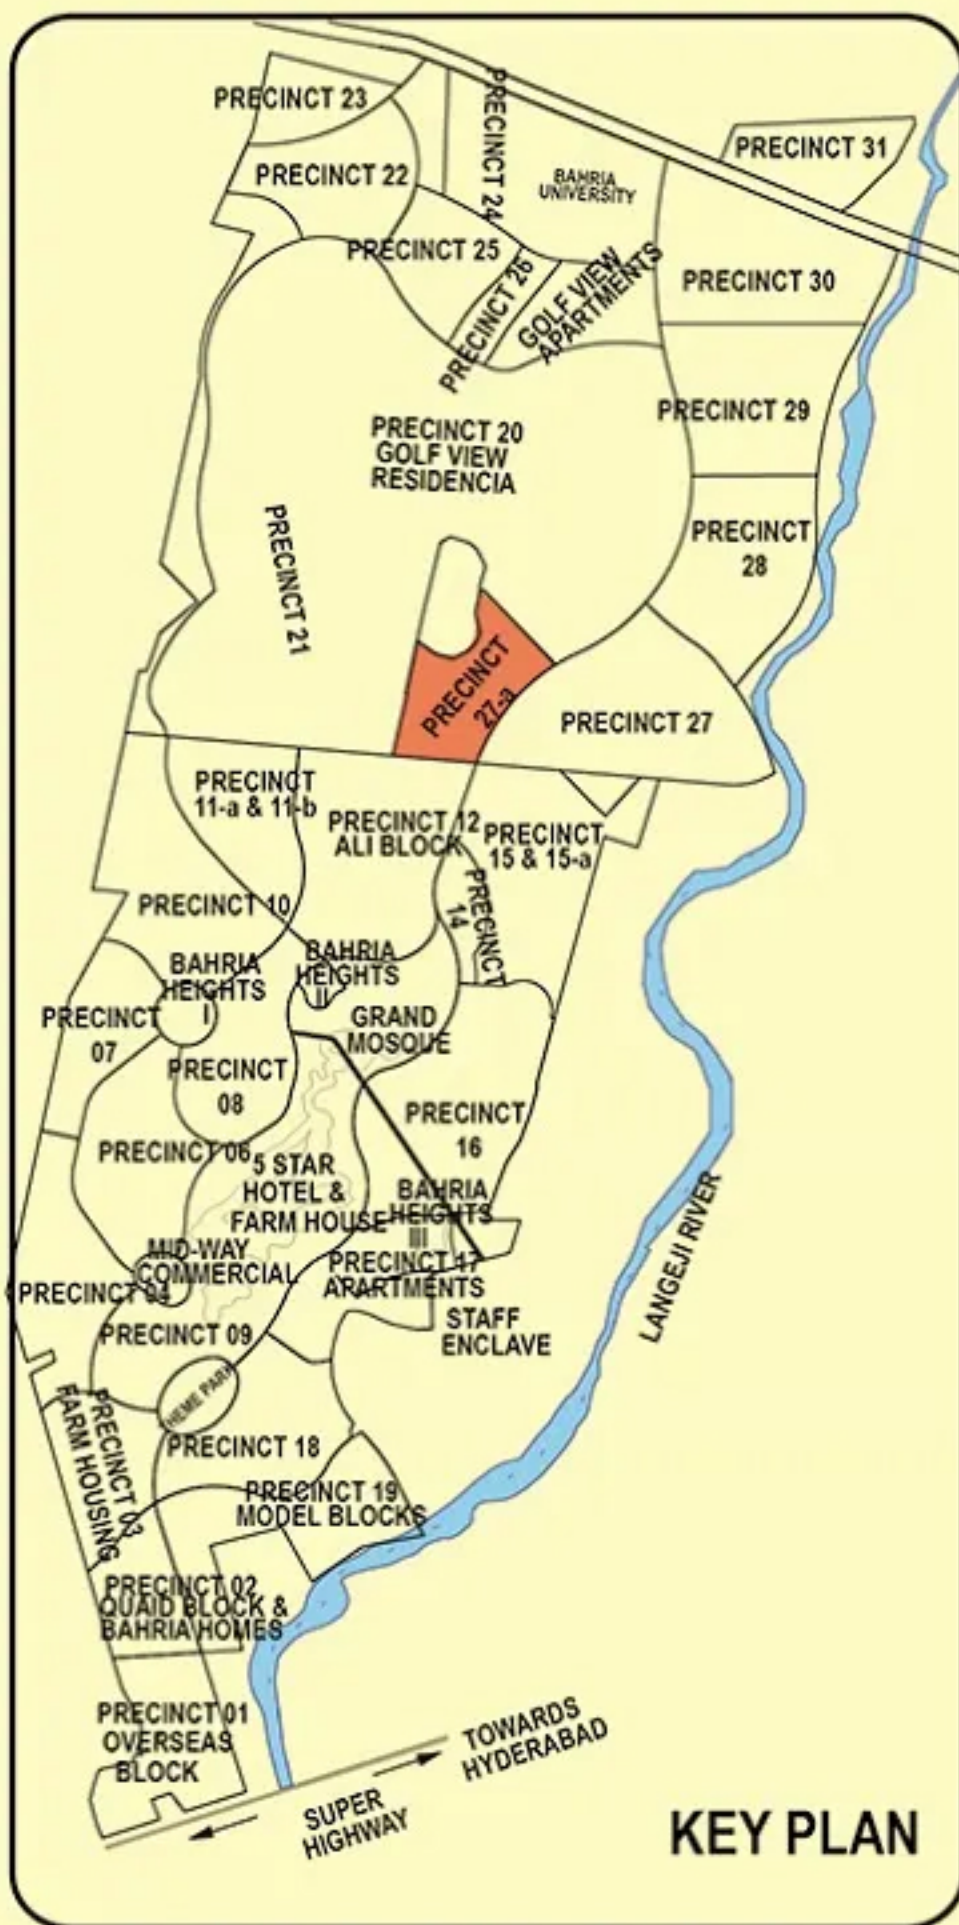 PRECINCT 23
PRECINCT 24
PRECINCT 31
PRECINCT 22
BAHRIA
UNIVERSITY
PRECINCT 25
PRECINCT 26
GOLF VIEW
APARTMENTS
PRECINCT 30
PRECINCT 29
PRECINCT 20
GOLF VIEW
RESIDENCIA
PRECINCT 21
PRECINCT
28
PRECINCT
27-a
PRECINCT 27
PRECINCT
11-a & 11-b
PRECINCT 12
ALI BLOCK
PRECINCT
15 & 15-a
PRECINCT
14
PRECINCT 10
BAHRIA
HEIGHTS
I
BAHRIA
HEIGHTS
II
PRECINCT
07
GRAND
MOSQUE
PRECINCT
08
PRECINCT
16
PRECINCT 06
5 STAR
HOTEL &
FARM HOUSE
BAHRIA
HEIGHTS
III
MID-WAY
COMMERCIAL
PRECINCT 17
APARTMENTS
LANGEJI RIVER
PRECINCT 04
PRECINCT 09
STAFF
ENCLAVE
HEME PARK
PRECINCT 03
FARM HOUSING
PRECINCT 18
PRECINCT 19
MODEL BLOCKS
PRECINCT 02
QUAID BLOCK &
BAHRIA HOMES
PRECINCT 01
OVERSEAS
BLOCK
TOWARDS
HYDERABAD
SUPER
HIGHWAY
KEY PLAN